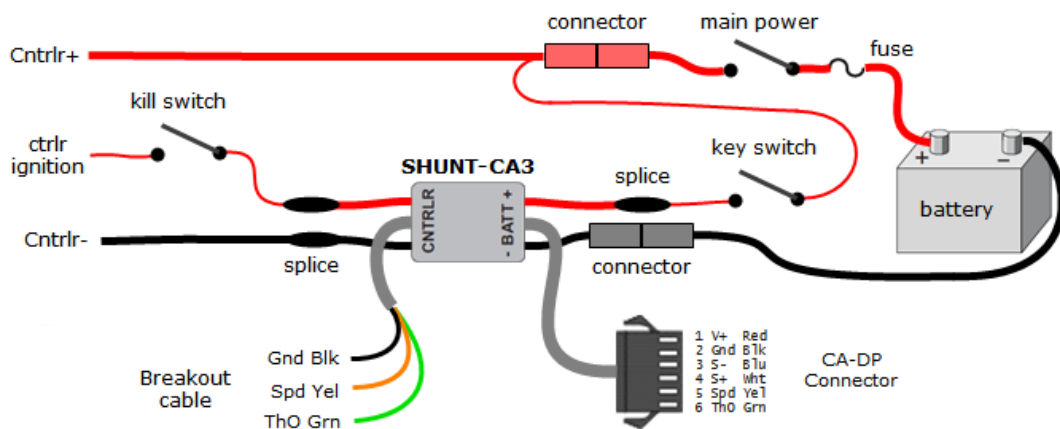 connector
main power
Cntrlr+
fuse
kill switch
ctrlr
ignition
SHUNT-CA3
splice
key switch
CNTRLR
- BATT +
+
−
battery
Cntrlr-
splice
connector
Gnd Blk
Spd Yel
ThO Grn
Breakout
cable
1 V+ Red
2 Gnd Blk
3 S- Blu
4 S+ Wht
5 Spd Yel
6 ThO Grn
CA-DP
Connector